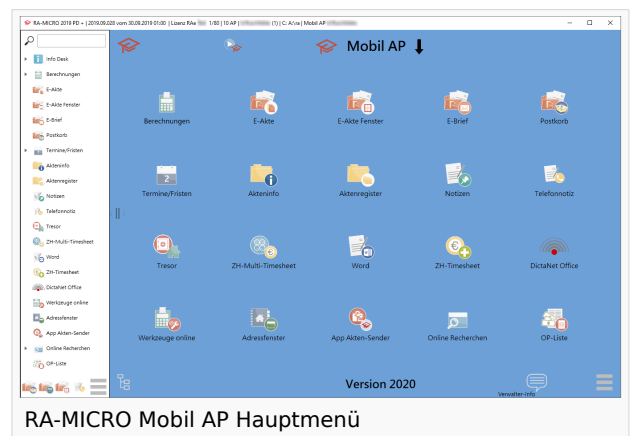 RA-MICRO 2019 PD + | 2019.09.028 vom 30.09.2019 01:00 | Lizenz RAe 1/80 | 10 AP | (1) | C: A:\ra | Mobil AP
Mobil AP
Info Desk
Berechnungen
E-Akte
E-Akte Fenster
E-Brief
Postkorb
Termine/Fristen
Akteninfo
Aktenregister
Notizen
Telefonnotiz
Tresor
ZH-Multi-Timesheet
Word
ZH-Timesheet
DictaNet Office
Werkzeuge online
Adressfenster
App Akten-Sender
Online Recherchen
OP-Liste
Berechnungen E-Akte E-Akte Fenster E-Brief Postkorb
2
Termine/Fristen Akteninfo Aktenregister Notizen Telefonnotiz
Tresor ZH-Multi-Timesheet Word ZH-Timesheet DictaNet Office
Werkzeuge online Adressfenster App Akten-Sender Online Recherchen OP-Liste
Version 2020
Verwalter-Info
RA-MICRO Mobil AP Hauptmenü